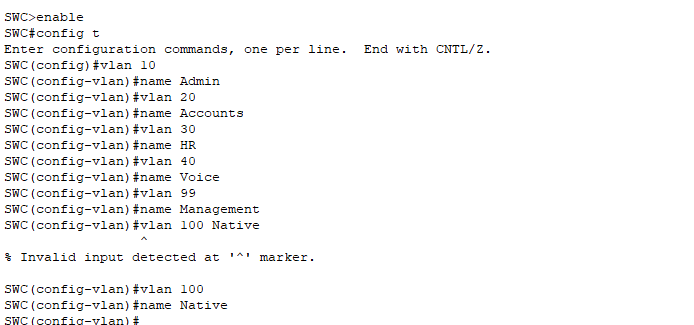 SWC>enable
SWC#config t
Enter configuration commands, one per line.  End with CNTL/Z.
SWC(config)#vlan 10
SWC(config-vlan)#name Admin
SWC(config-vlan)#vlan 20
SWC(config-vlan)#name Accounts
SWC(config-vlan)#vlan 30
SWC(config-vlan)#name HR
SWC(config-vlan)#vlan 40
SWC(config-vlan)#name Voice
SWC(config-vlan)#vlan 99
SWC(config-vlan)#name Management
SWC(config-vlan)#vlan 100 Native
                 ^
% Invalid input detected at '^' marker.
SWC(config-vlan)#vlan 100
SWC(config-vlan)#name Native
SWC(config-vlan)#